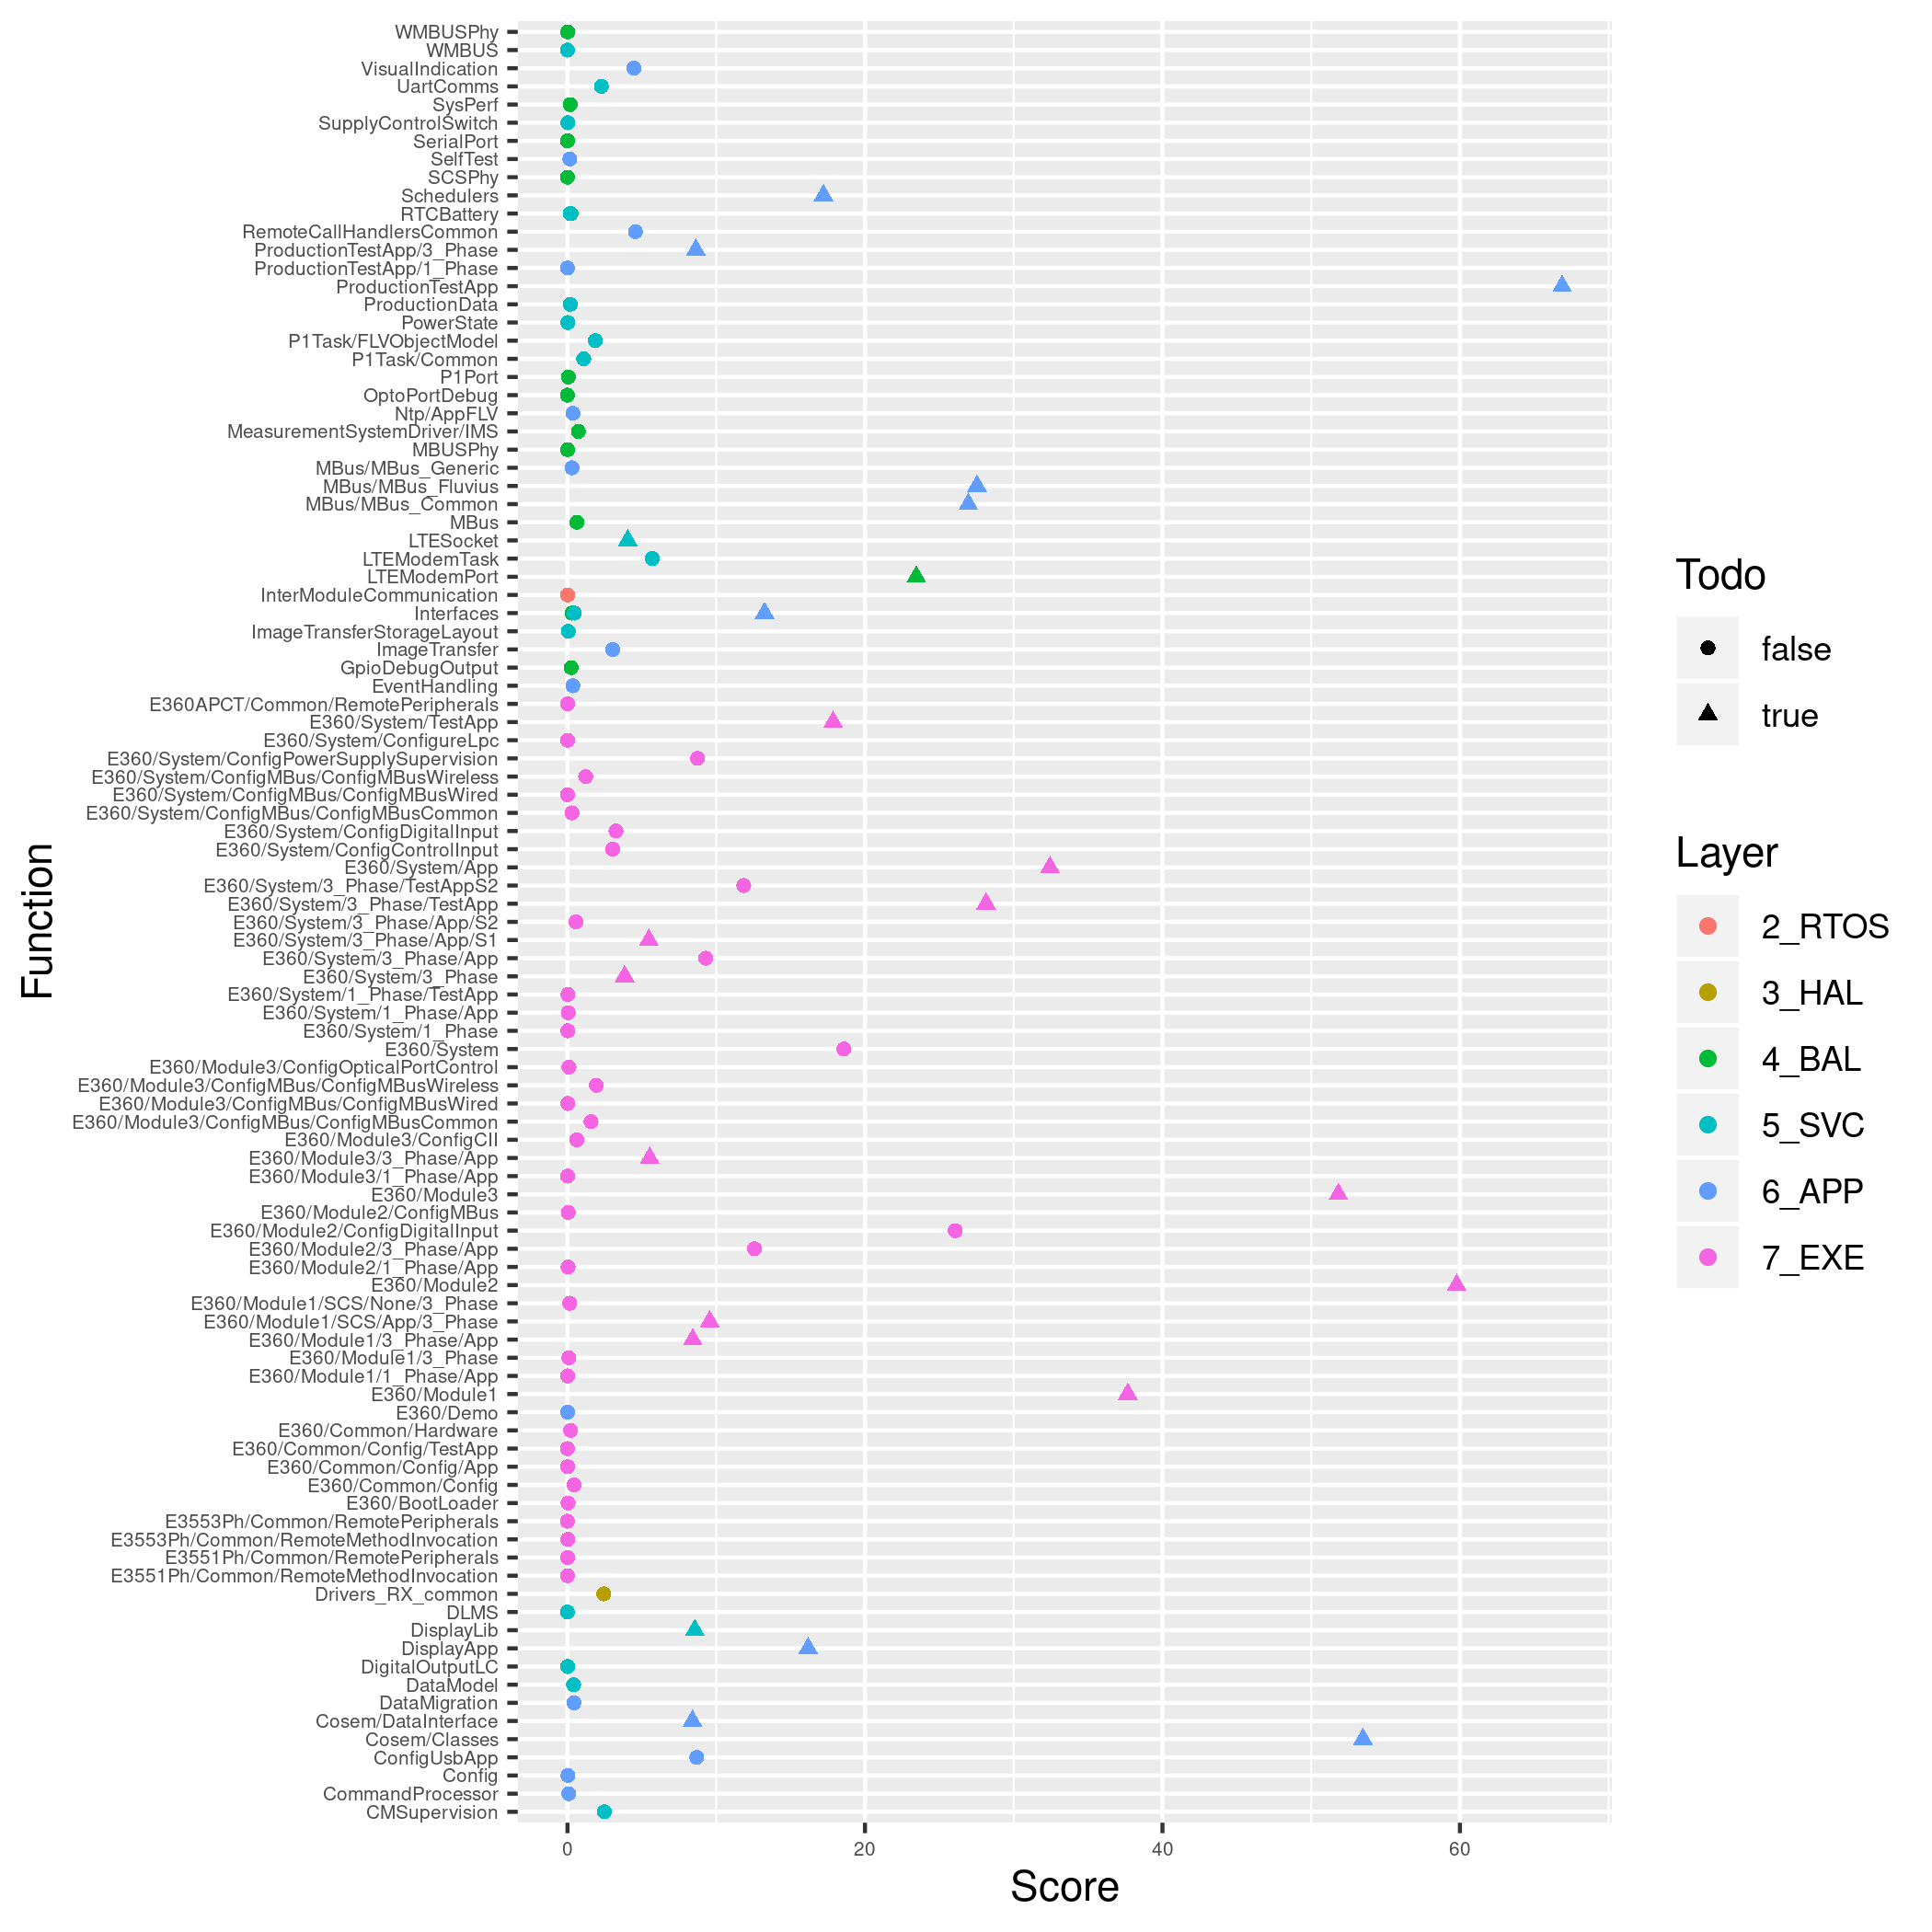 WMBUSPhy
WMBUS
VisualIndication
UartComms
SysPerf
SupplyControlSwitch
SerialPort
SelfTest
SCSPhy
Schedulers
RTCBattery
RemoteCallHandlersCommon
ProductionTestApp/3_Phase
ProductionTestApp/1_Phase
ProductionTestApp
ProductionData
PowerState
P1Task/FLVObjectModel
P1Task/Common
P1Port
OptoPortDebug
Ntp/AppFLV
MeasurementSystemDriver/IMS
MBUSPhy
MBus/MBus_Generic
MBus/MBus_Fluvius
MBus/MBus_Common
MBus
LTESocket
LTEModemTask
LTEModemPort
InterModuleCommunication
Interfaces
ImageTransferStorageLayout
ImageTransfer
GpioDebugOutput
EventHandling
E360APCT/Common/RemotePeripherals
E360/System/TestApp
E360/System/ConfigureLpc
E360/System/ConfigPowerSupplySupervision
E360/System/ConfigMBus/ConfigMBusWireless
E360/System/ConfigMBus/ConfigMBusWired
E360/System/ConfigMBus/ConfigMBusCommon
E360/System/ConfigDigitalInput
E360/System/ConfigControlInput
E360/System/App
E360/System/3_Phase/TestAppS2
E360/System/3_Phase/TestApp
E360/System/3_Phase/App/S2
E360/System/3_Phase/App/S1
E360/System/3_Phase/App
E360/System/3_Phase
E360/System/1_Phase/TestApp
E360/System/1_Phase/App
E360/System/1_Phase
E360/System
E360/Module3/ConfigOpticalPortControl
E360/Module3/ConfigMBus/ConfigMBusWireless
E360/Module3/ConfigMBus/ConfigMBusWired
E360/Module3/ConfigMBus/ConfigMBusCommon
E360/Module3/ConfigCII
E360/Module3/3_Phase/App
E360/Module3/1_Phase/App
E360/Module3
E360/Module2/ConfigMBus
E360/Module2/ConfigDigitalInput
E360/Module2/3_Phase/App
E360/Module2/1_Phase/App
E360/Module2
E360/Module1/SCS/None/3_Phase
E360/Module1/SCS/App/3_Phase
E360/Module1/3_Phase/App
E360/Module1/3_Phase
E360/Module1/1_Phase/App
E360/Module1
E360/Demo
E360/Common/Hardware
E360/Common/Config/TestApp
E360/Common/Config/App
E360/Common/Config
E360/BootLoader
E3553Ph/Common/RemotePeripherals
E3553Ph/Common/RemoteMethodInvocation
E3551Ph/Common/RemotePeripherals
E3551Ph/Common/RemoteMethodInvocation
Drivers_RX_common
DLMS
DisplayLib
DisplayApp
DigitalOutputLC
DataModel
DataMigration
Cosem/DataInterface
Cosem/Classes
ConfigUsbApp
Config
CommandProcessor
CMSupervision
Function
0 20 40 60
Score
Todo
false
true
Layer
2_RTOS
3_HAL
4_BAL
5_SVC
6_APP
7_EXE